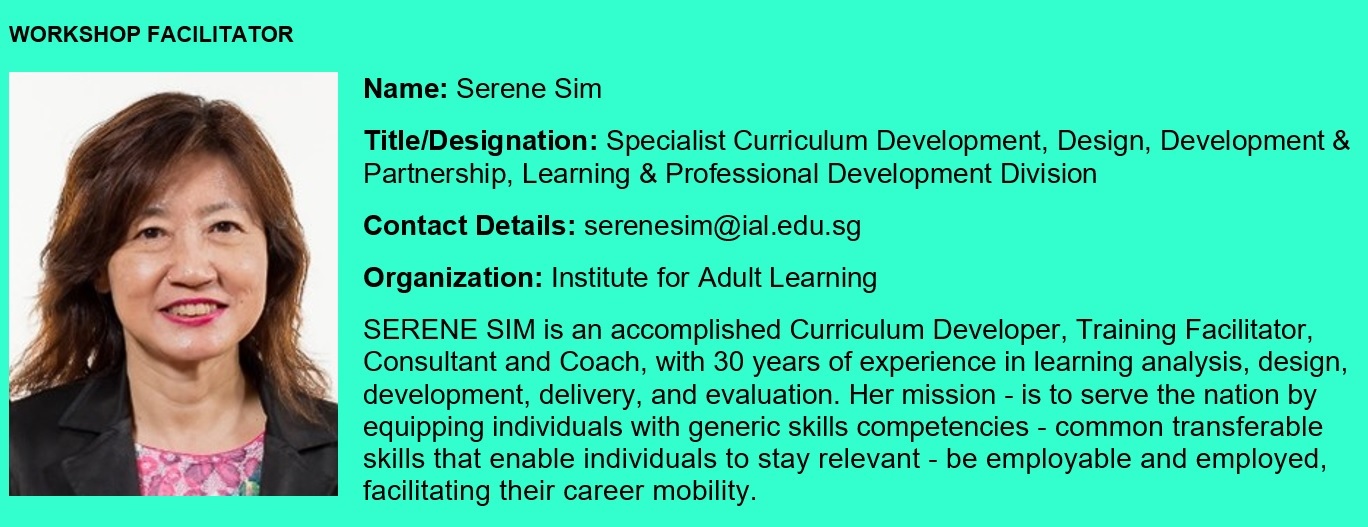 WORKSHOP FACILITATOR
Name: Serene Sim
Title/Designation: Specialist Curriculum Development, Design, Development &
Partnership, Learning & Professional Development Division
Contact Details: serenesim@ial.edu.sg
Organization: Institute for Adult Learning
SERENE SIM is an accomplished Curriculum Developer, Training Facilitator,
Consultant and Coach, with 30 years of experience in learning analysis, design,
development, delivery, and evaluation. Her mission - is to serve the nation by
equipping individuals with generic skills competencies - common transferable
skills that enable individuals to stay relevant - be employable and employed,
facilitating their career mobility.